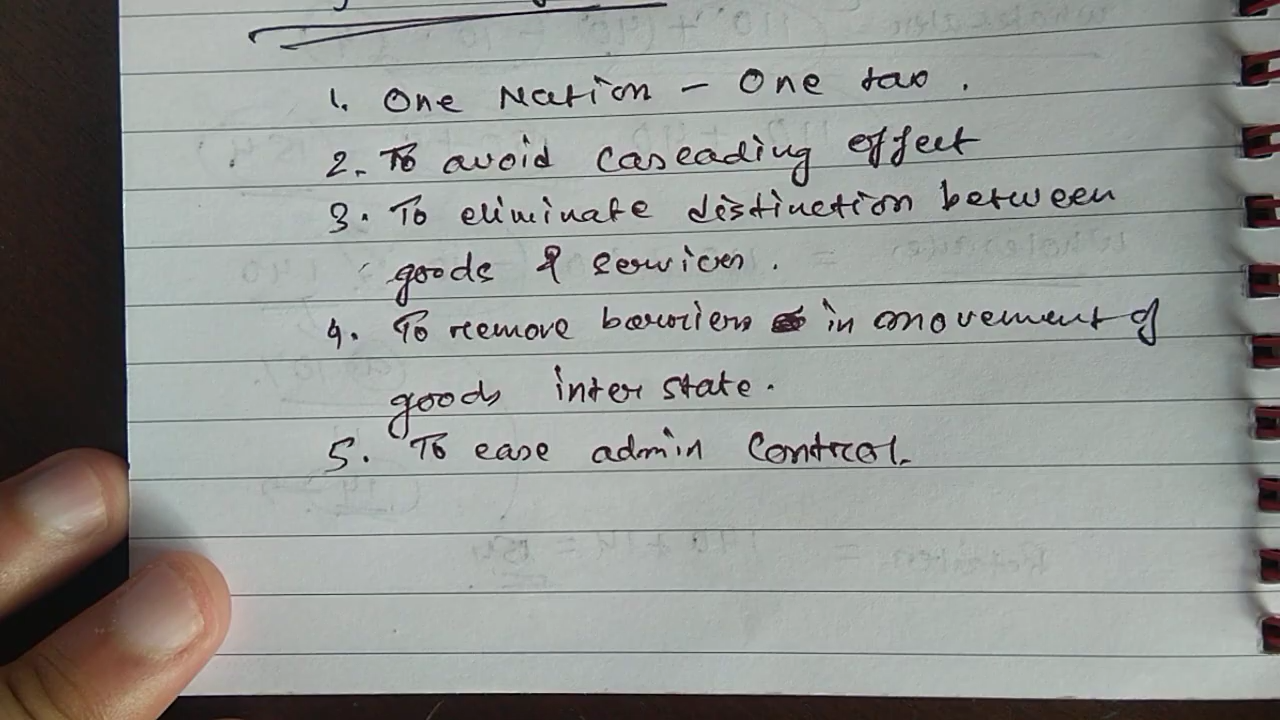 1. One Nation - One tax.
2. To avoid cascading effect
3. To eliminate distinction between
goods & services.
4. To remove barriers in movement of
goods inter state.
5. To ease admin Control.